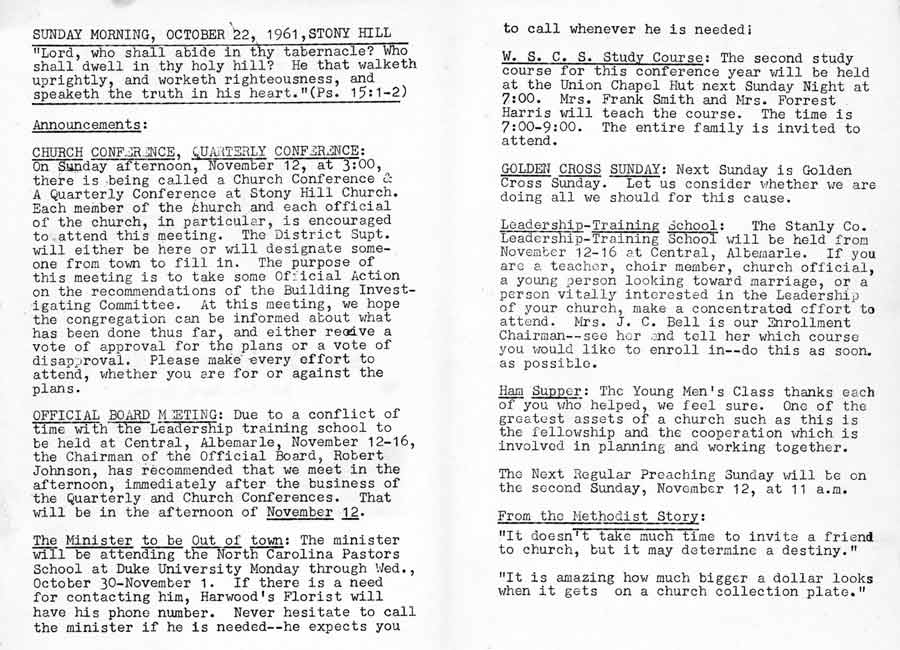 SUNDAY MORNING, OCTOBER 22, 1961,STONY HILL
"Lord, who shall abide in thy tabernacle? Who
shall dwell in thy holy hill? He that walketh
uprightly, and worketh righteousness, and
speaketh the truth in his heart."(Ps. 15:1-2)
Announcements:
CHURCH CONFERENCE, QUARTERLY CONFERENCE:
On Sunday afternoon, November 12, at 3:00,
there is being called a Church Conference &
A Quarterly Conference at Stony Hill Church.
Each member of the church and each official
of the church, in particular, is encouraged
to attend this meeting. The District Supt.
will either be here or will designate some-
one from town to fill in. The purpose of
this meeting is to take some Official Action
on the recommendations of the Building Invest-
igating Committee. At this meeting, we hope
the congregation can be informed about what
has been done thus far, and either receive a
vote of approval for the plans or a vote of
disapproval. Please make every effort to
attend, whether you are for or against the
plans.
OFFICIAL BOARD MEETING: Due to a conflict of
time with the Leadership training school to
be held at Central, Albemarle, November 12-16,
the Chairman of the Official Board, Robert
Johnson, has recommended that we meet in the
afternoon, immediately after the business of
the Quarterly and Church Conferences. That
will be in the afternoon of November 12.
The Minister to be Out of town: The minister
will be attending the North Carolina Pastors
School at Duke University Monday through Wed.,
October 30-November 1. If there is a need
for contacting him, Harwood's Florist will
have his phone number. Never hesitate to call
the minister if he is needed--he expects you
to call whenever he is needed;
W. S. C. S. Study Course: The second study
course for this conference year will be held
at the Union Chapel Hut next Sunday Night at
7:00. Mrs. Frank Smith and Mrs. Forrest
Harris will teach the course. The time is
7:00-9:00. The entire family is invited to
attend.
GOLDEN CROSS SUNDAY: Next Sunday is Golden
Cross Sunday. Let us consider whether we are
doing all we should for this cause.
Leadership-Training School: The Stanly Co.
Leadership-Training School will be held from
November 12-16 at Central, Albemarle. If you
are a teacher, choir member, church official,
a young person looking toward marriage, or a
person vitally interested in the Leadership
of your church, make a concentrated effort to
attend. Mrs. J. C. Bell is our Enrollment
Chairman--see her and tell her which course
you would like to enroll in--do this as soon.
as possible.
Ham Supper: The Young Men's Class thanks each
of you who helped, we feel sure. One of the
greatest assets of a church such as this is
the fellowship and the cooperation which is
involved in planning and working together.
The Next Regular Preaching Sunday will be on
the second Sunday, November 12, at 11 a.m.
From the Methodist Story:
"It doesn't take much time to invite a friend
to church, but it may determine a destiny."
"It is amazing how much bigger a dollar looks
when it gets on a church collection plate."